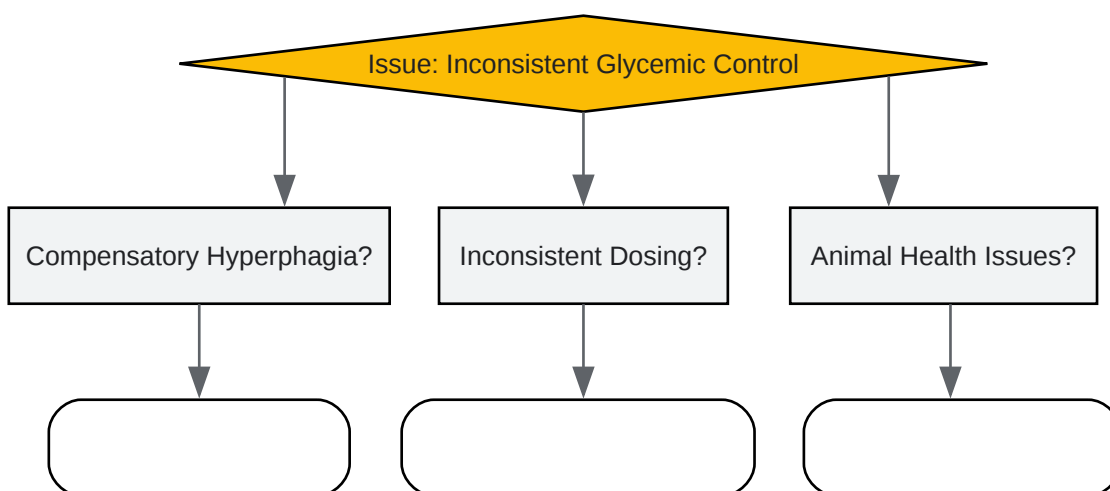 Issue: Inconsistent Glycemic Control
Compensatory Hyperphagia?
Inconsistent Dosing?
Animal Health Issues?